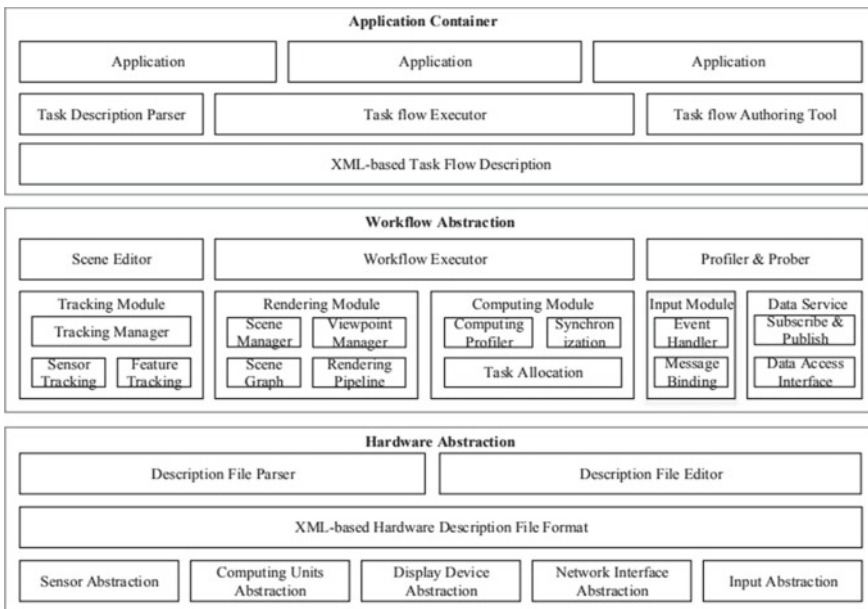 Application Container
Application
Application
Application
Task Description Parser
Task flow Executor
Task flow Authoring Tool
XML-based Task Flow Description
Workflow Abstraction
Scene Editor
Workflow Executor
Profiler & Prober
Tracking Module
Tracking Manager
Sensor
Tracking
Feature
Tracking
Rendering Module
Scene
Manager
Viewpoint
Manager
Scene
Graph
Rendering
Pipeline
Computing Module
Computing
Profiler
Synchron
ization
Task Allocation
Input Module
Event
Handler
Message
Binding
Data Service
Subscribe &
Publish
Data Access
Interface
Hardware Abstraction
Description File Parser
Description File Editor
XML-based Hardware Description File Format
Sensor Abstraction
Computing Units
Abstraction
Display Device
Abstraction
Network Interface
Abstraction
Input Abstraction